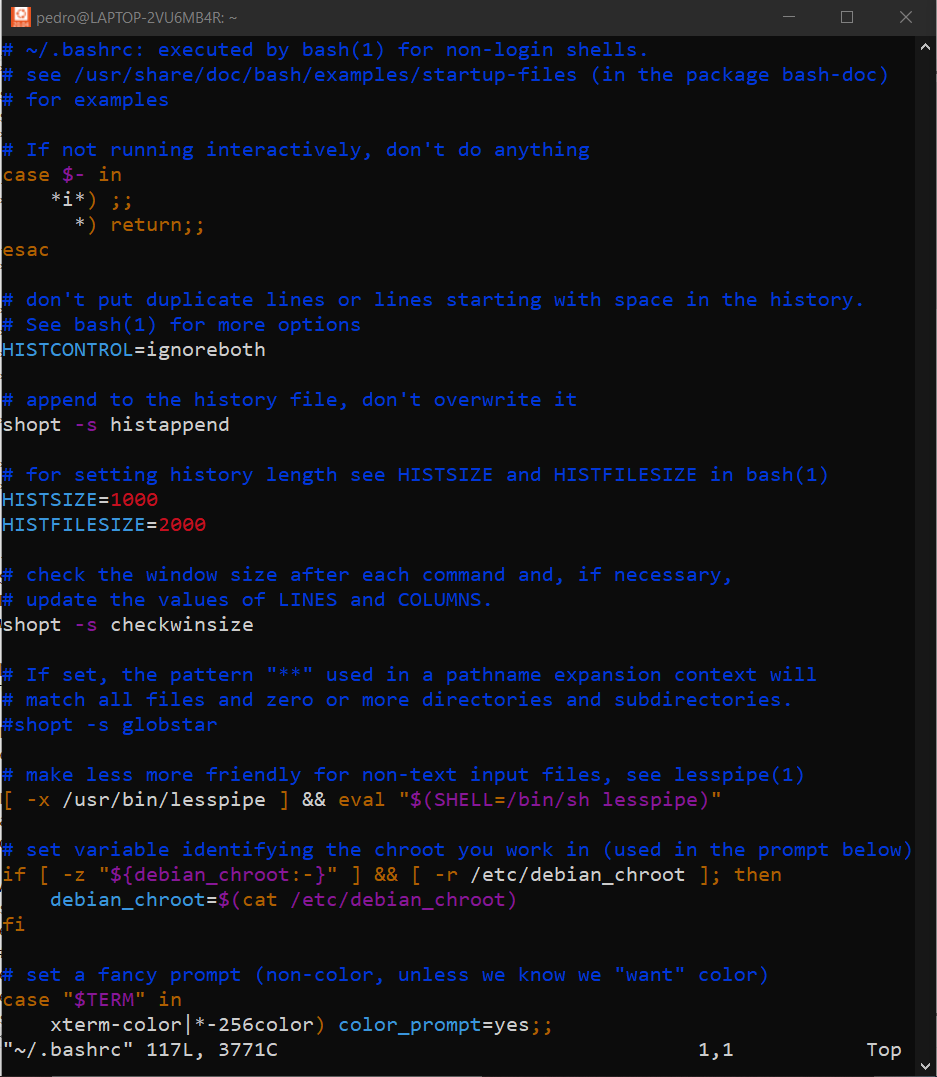 pedro@LAPTOP-2VU6MB4R: ~
# ~/.bashrc: executed by bash(1) for non-login shells.
# see /usr/share/doc/bash/examples/startup-files (in the package bash-doc)
# for examples

# If not running interactively, don't do anything
case $- in
    *i*) ;;
      *) return;;
esac

# don't put duplicate lines or lines starting with space in the history.
# See bash(1) for more options
HISTCONTROL=ignoreboth

# append to the history file, don't overwrite it
shopt -s histappend

# for setting history length see HISTSIZE and HISTFILESIZE in bash(1)
HISTSIZE=1000
HISTFILESIZE=2000

# check the window size after each command and, if necessary,
# update the values of LINES and COLUMNS.
shopt -s checkwinsize

# If set, the pattern "**" used in a pathname expansion context will
# match all files and zero or more directories and subdirectories.
#shopt -s globstar

# make less more friendly for non-text input files, see lesspipe(1)
[ -x /usr/bin/lesspipe ] && eval "$(SHELL=/bin/sh lesspipe)"

# set variable identifying the chroot you work in (used in the prompt below)
if [ -z "${debian_chroot:-}" ] && [ -r /etc/debian_chroot ]; then
    debian_chroot=$(cat /etc/debian_chroot)
fi

# set a fancy prompt (non-color, unless we know we "want" color)
case "$TERM" in
    xterm-color|*-256color) color_prompt=yes;;
"~/.bashrc" 117L, 3771C 1,1 Top